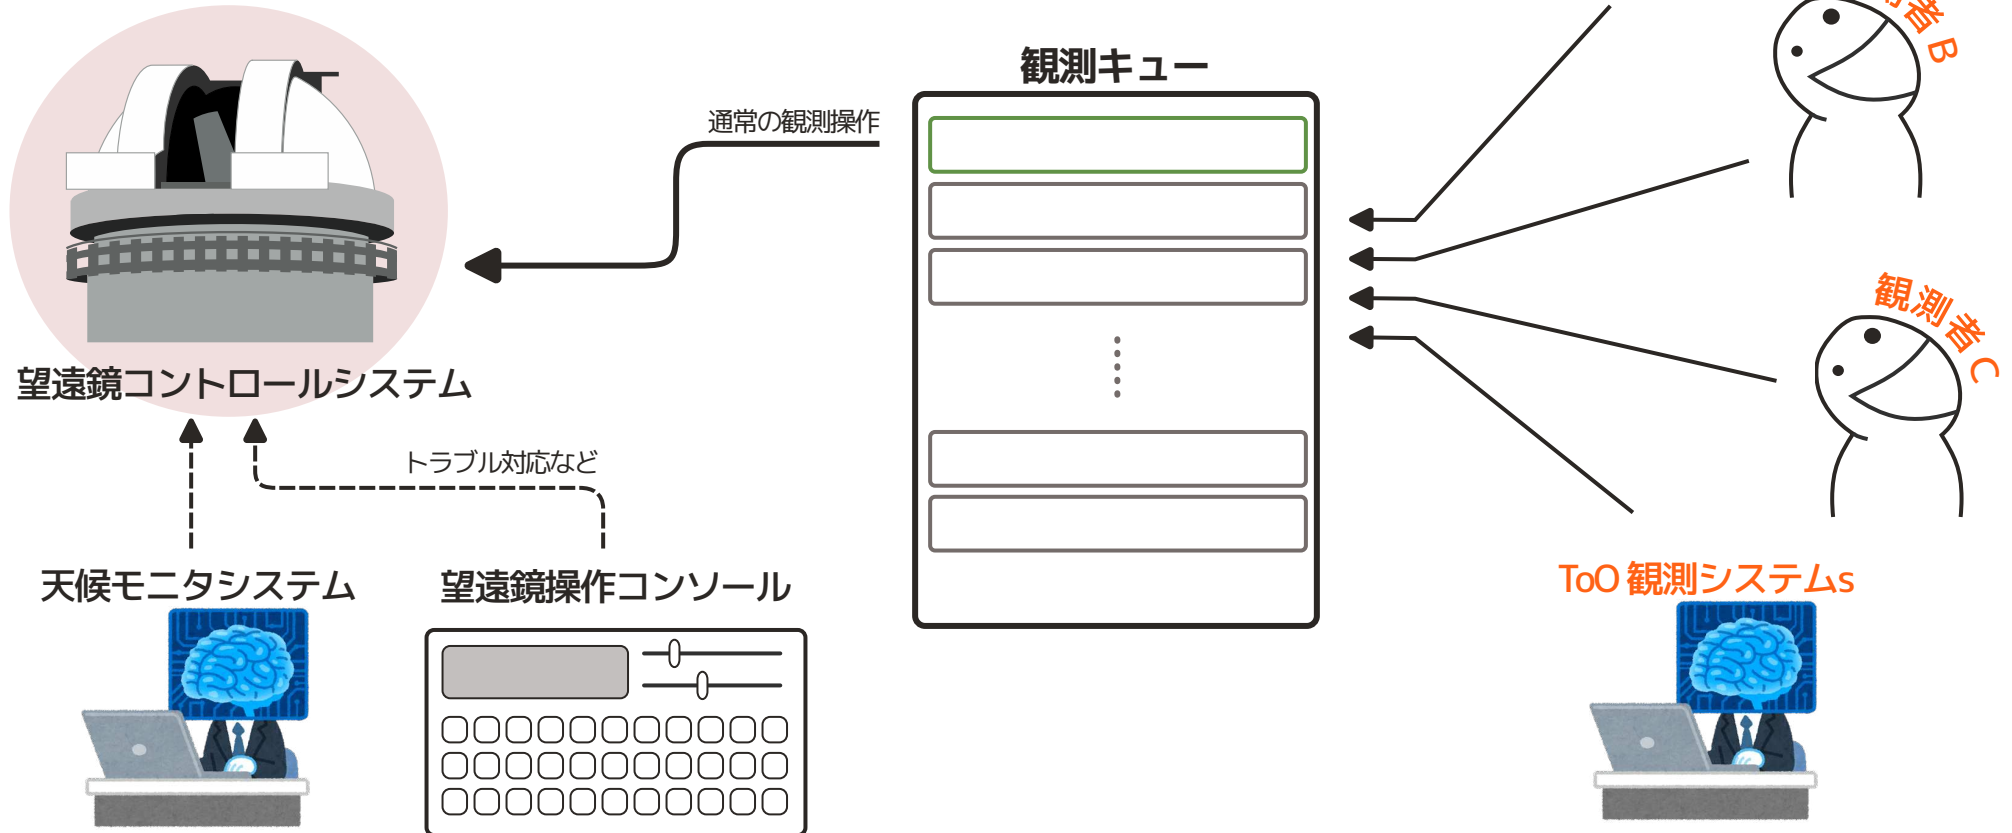 観測キュー
通常の観測操作
者 B
観測者 C
望遠鏡コントロールシステム
トラブル対応など
天候モニタシステム
望遠鏡操作コンソール
ToO 観測システムs